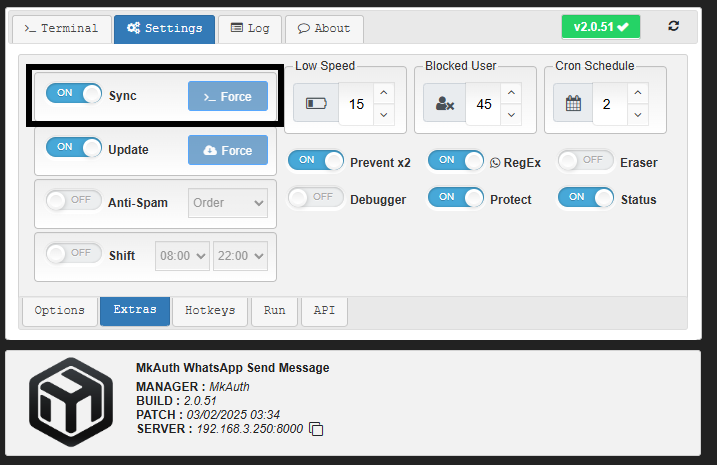 >_ Terminal Settings Log About v2.0.51
Low Speed Blocked User Cron Schedule
ON Sync >_ Force 15 45 2
ON Update Force
ON Prevent x2 ON RegEx OFF Eraser
OFF Anti-Spam Order
OFF Debugger ON Protect ON Status
OFF Shift 08:00 22:00
Options Extras Hotkeys Run API
MkAuth WhatsApp Send Message
MANAGER : MkAuth
BUILD : 2.0.51
PATCH : 03/02/2025 03:34
SERVER : 192.168.3.250:8000